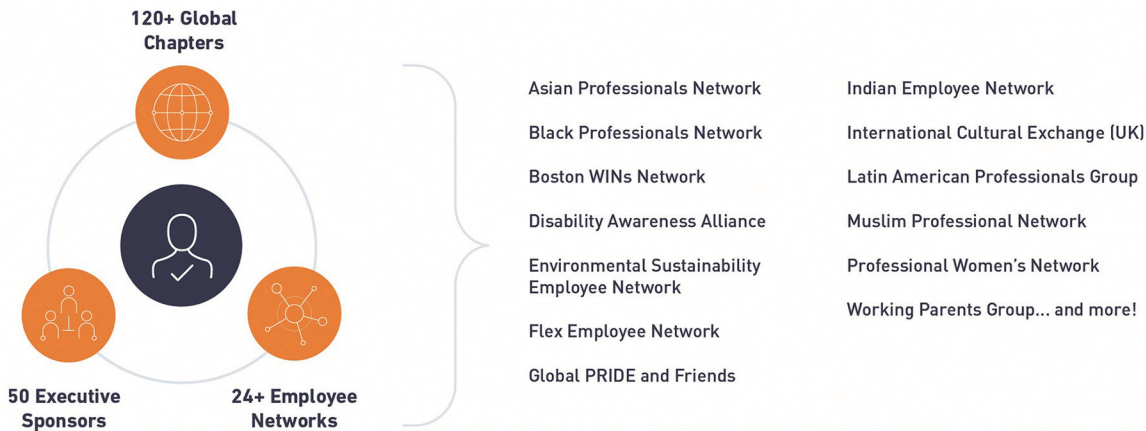 120+ Global
Chapters
50 Executive
Sponsors
24+ Employee
Networks
Asian Professionals Network
Black Professionals Network
Boston WINs Network
Disability Awareness Alliance
Environmental Sustainability
Employee Network
Flex Employee Network
Global PRIDE and Friends
Indian Employee Network
International Cultural Exchange (UK)
Latin American Professionals Group
Muslim Professional Network
Professional Women's Network
Working Parents Group... and more!